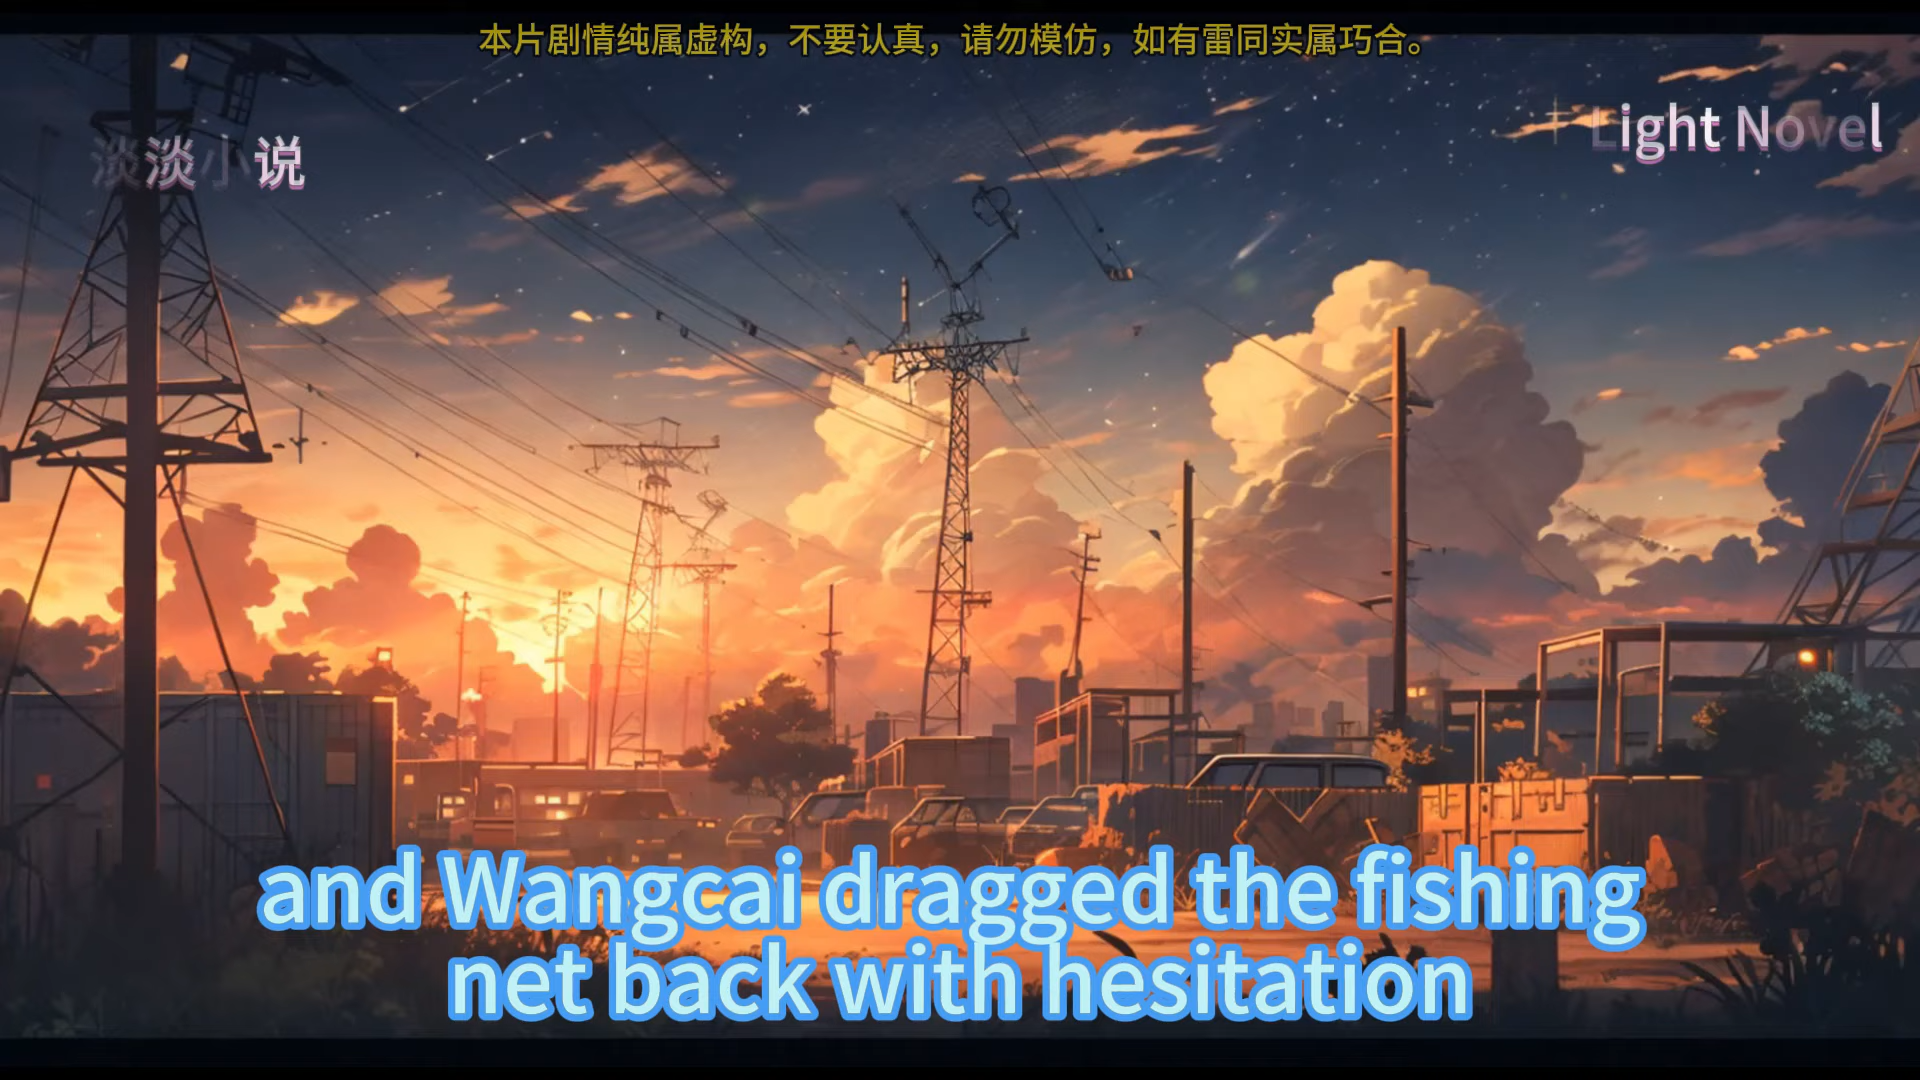 本片剧情纯属虚构，不要认真，请勿模仿，如有雷同实属巧合。
淡淡小说
Light Novel
and Wangcai dragged the fishing
net back with hesitation